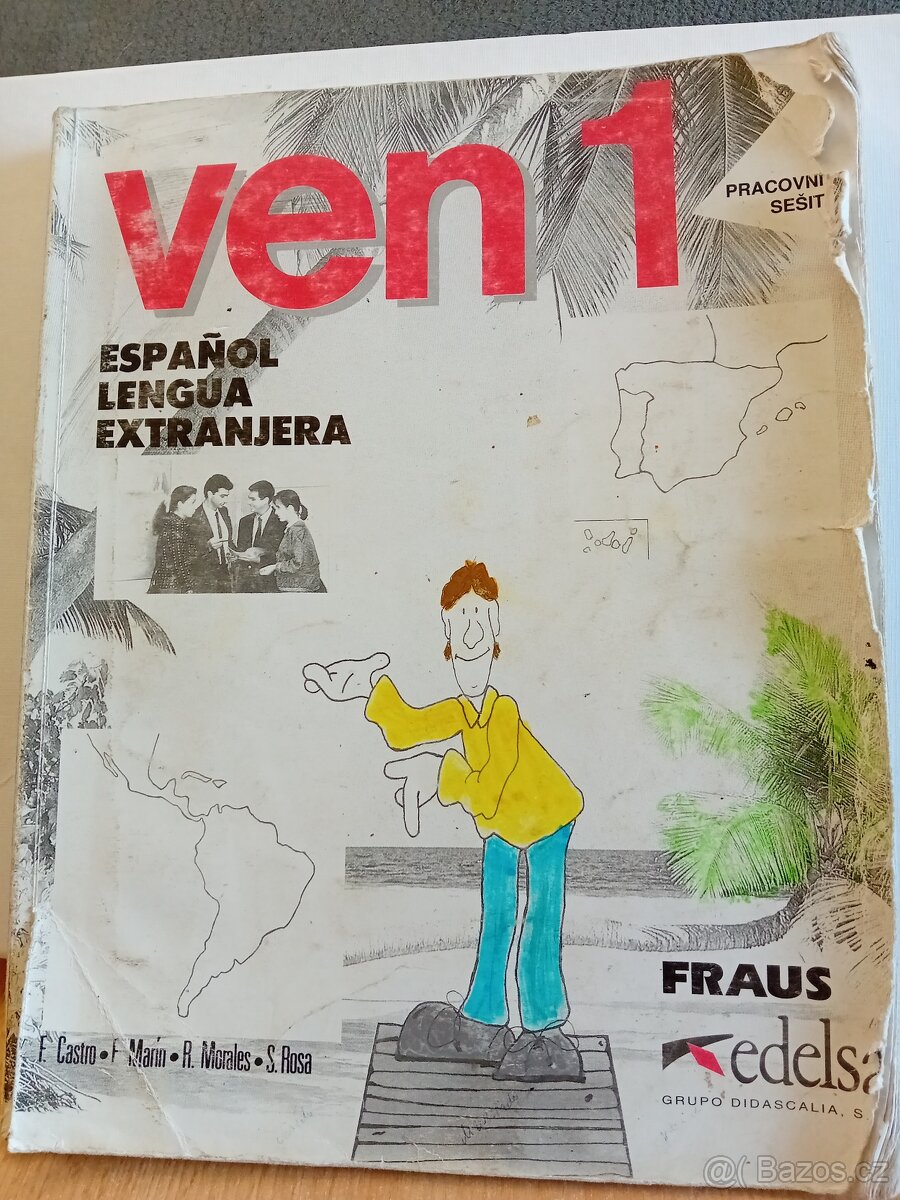 ven 1
PRACOVNÍ
SEŠIT
ESPAÑOL
LENGUA
EXTRANJERA
FRAUS
edelsa
GRUPO DIDASCALIA, S
F. Castro • F. Marín • R. Morales • S. Rosa
@( Bazos.cz